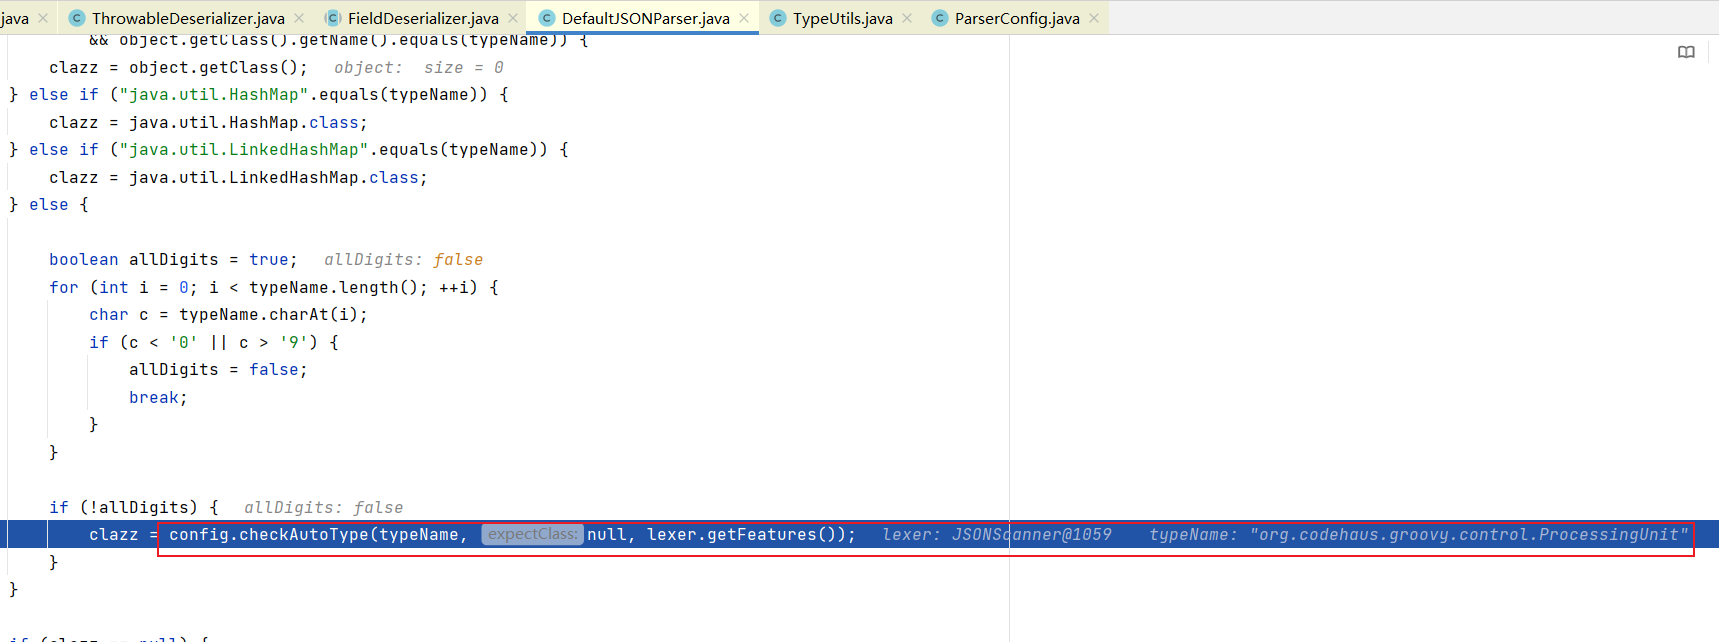 java ThrowableDeserializer.java FieldDeserializer.java DefaultJSONParser.java TypeUtils.java ParserConfig.java
&& object.getClass().getName().equals(typeName)) {
clazz = object.getClass(); object: size = 0
} else if ("java.util.HashMap".equals(typeName)) {
clazz = java.util.HashMap.class;
} else if ("java.util.LinkedHashMap".equals(typeName)) {
clazz = java.util.LinkedHashMap.class;
} else {
boolean allDigits = true; allDigits: false
for (int i = 0; i < typeName.length(); ++i) {
char c = typeName.charAt(i);
if (c < '0' || c > '9') {
allDigits = false;
break;
}
}
if (!allDigits) { allDigits: false
clazz = config.checkAutoType(typeName, expectClass: null, lexer.getFeatures()); lexer: JSONScanner@1059 typeName: "org.codehaus.groovy.control.ProcessingUnit"
}
}
if (clazz == null) {